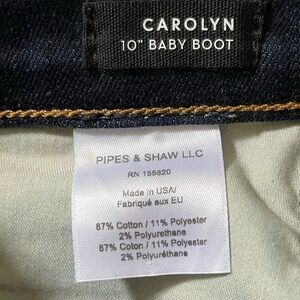 CAROLYN
10" BABY BOOT
PIPES & SHAW LLC
RN 155820
Made in USA/
Fabriqué aux EU
87% Cotton / 11% Polyester
2% Polyurethane
87% Coton / 11% Polyester
2% Polyuréthane